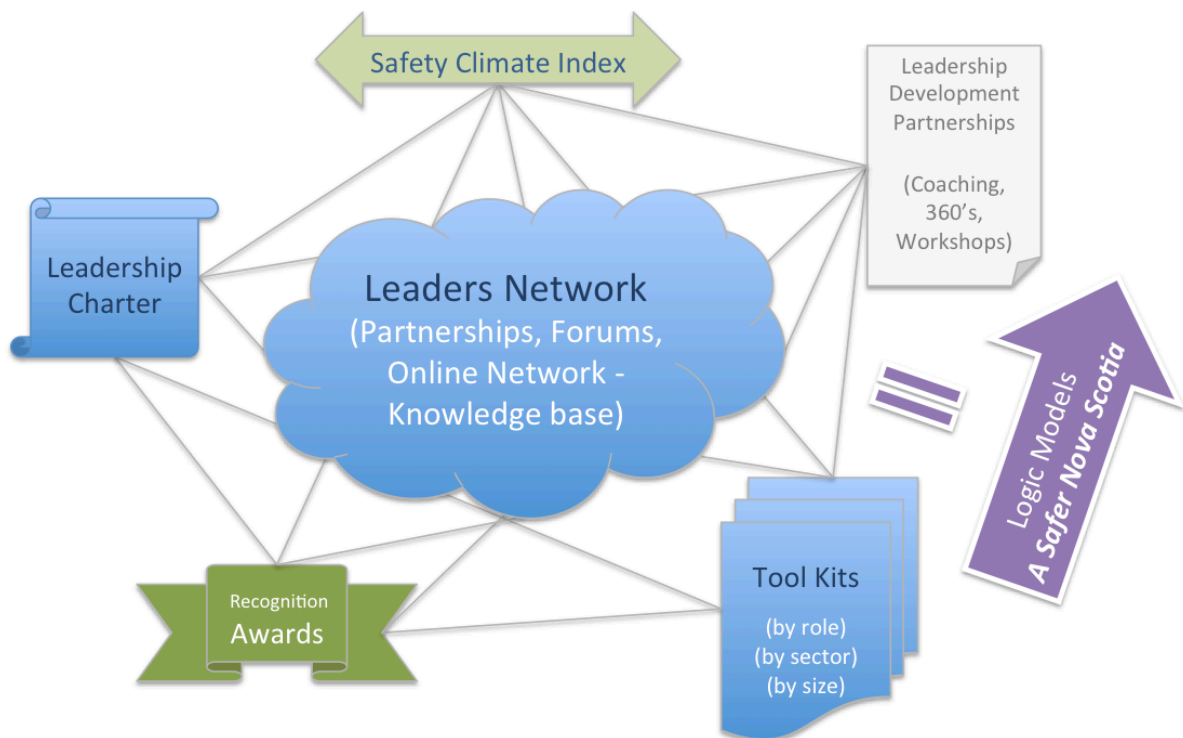 Safety Climate Index
Leadership
Development
Partnerships
(Coaching,
360's,
Workshops)
Leadership
Charter
Leaders Network
(Partnerships, Forums,
Online Network -
Knowledge base)
=
Logic Models
A Safer Nova Scotia
Recognition
Awards
Tool Kits
(by role)
(by sector)
(by size)